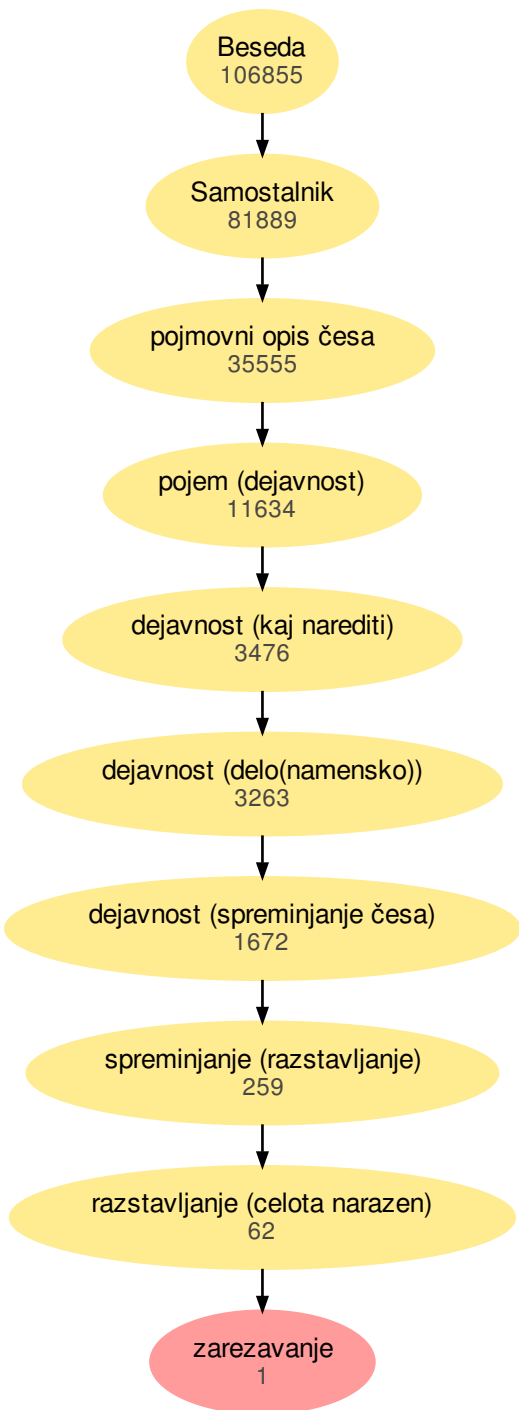 Beseda
106855
Samostalnik
81889
pojmovni opis česa
35555
pojem (dejavnost)
11634
dejavnost (kaj narediti)
3476
dejavnost (delo(namensko))
3263
dejavnost (spreminjanje česa)
1672
spreminjanje (razstavljanje)
259
razstavljanje (celota narazen)
62
zarezavanje
1